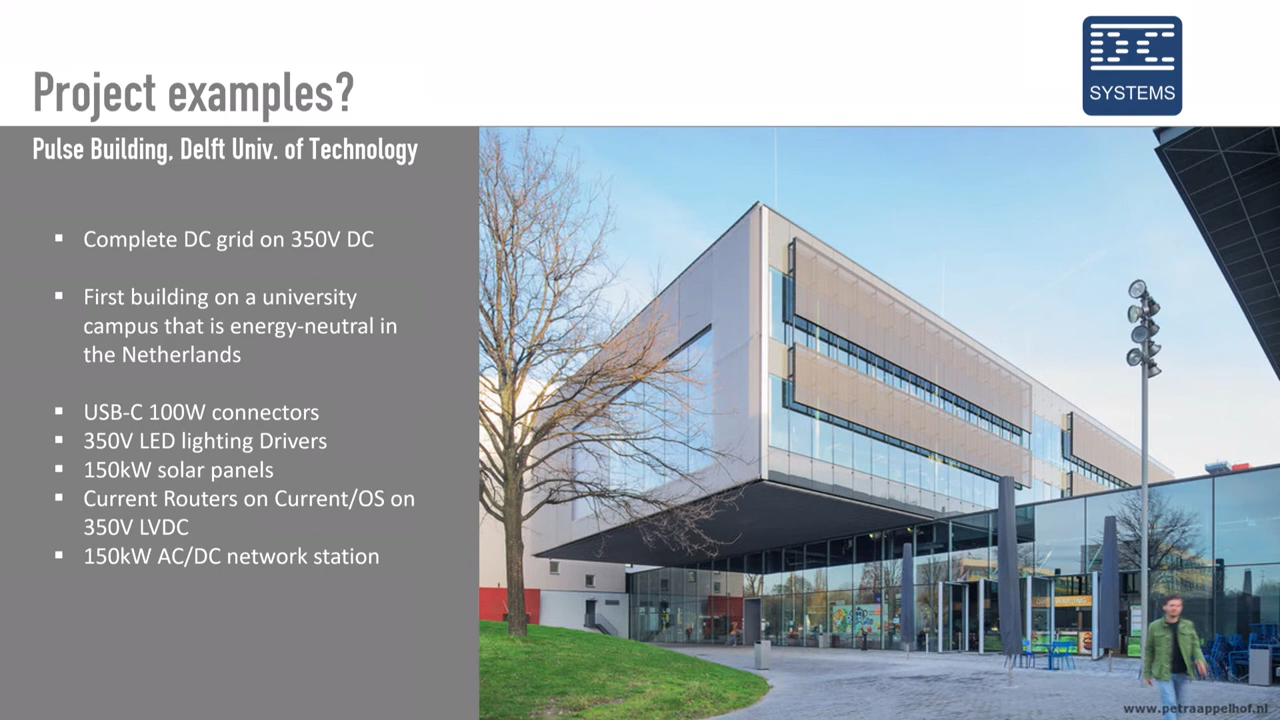 DC
SYSTEMS
Project examples?
Pulse Building, Delft Univ. of Technology
▪ Complete DC grid on 350V DC
▪ First building on a university
campus that is energy-neutral in
the Netherlands
▪ USB-C 100W connectors
▪ 350V LED lighting Drivers
▪ 150kW solar panels
▪ Current Routers on Current/OS on
350V LVDC
▪ 150kW AC/DC network station
www.petraappelhof.nl